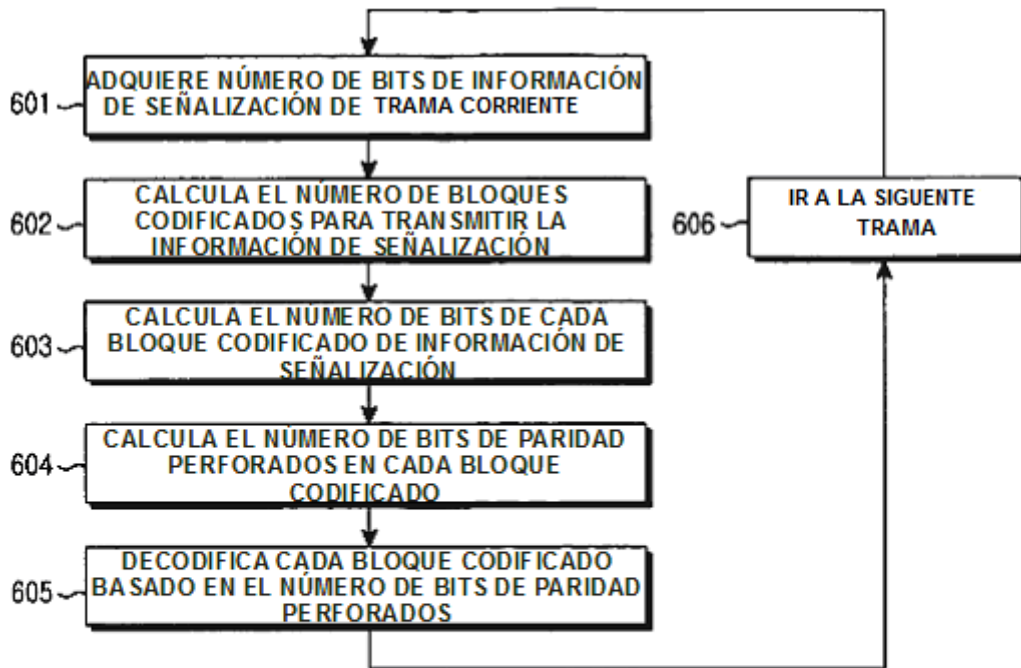 601
ADQUIERE NÚMERO DE BITS DE INFORMACIÓN
DE SEÑALIZACIÓN DE TRAMA CORRIENTE
602
CALCULA EL NÚMERO DE BLOQUES
CODIFICADOS PARA TRANSMITIR LA
INFORMACIÓN DE SEÑALIZACIÓN
606
IR A LA SIGUENTE
TRAMA
603
CALCULA EL NÚMERO DE BITS DE CADA
BLOQUE CODIFICADO DE INFORMACIÓN DE
SEÑALIZACIÓN
604
CALCULA EL NÚMERO DE BITS DE PARIDAD
PERFORADOS EN CADA BLOQUE
CODIFICADO
605
DECODIFICA CADA BLOQUE CODIFICADO
BASADO EN EL NÚMERO DE BITS DE PARIDAD
PERFORADOS